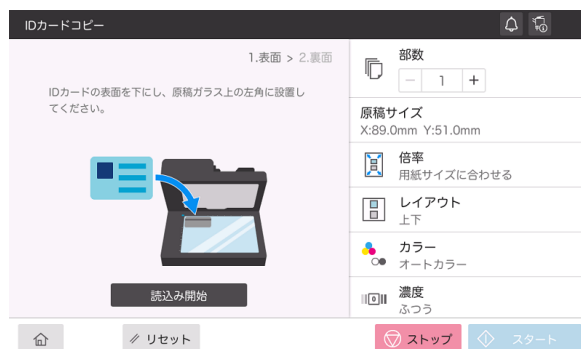 IDカードコピー
1.表面 > 2.裏面
IDカードの表面を下にし、原稿ガラス上の左角に設置し
てください。
読込み開始
部数
− 1 +
原稿サイズ
X:89.0mm Y:51.0mm
倍率
用紙サイズに合わせる
レイアウト
上下
カラー
オートカラー
0
濃度
ふつう
リセット
ストップ
スタート